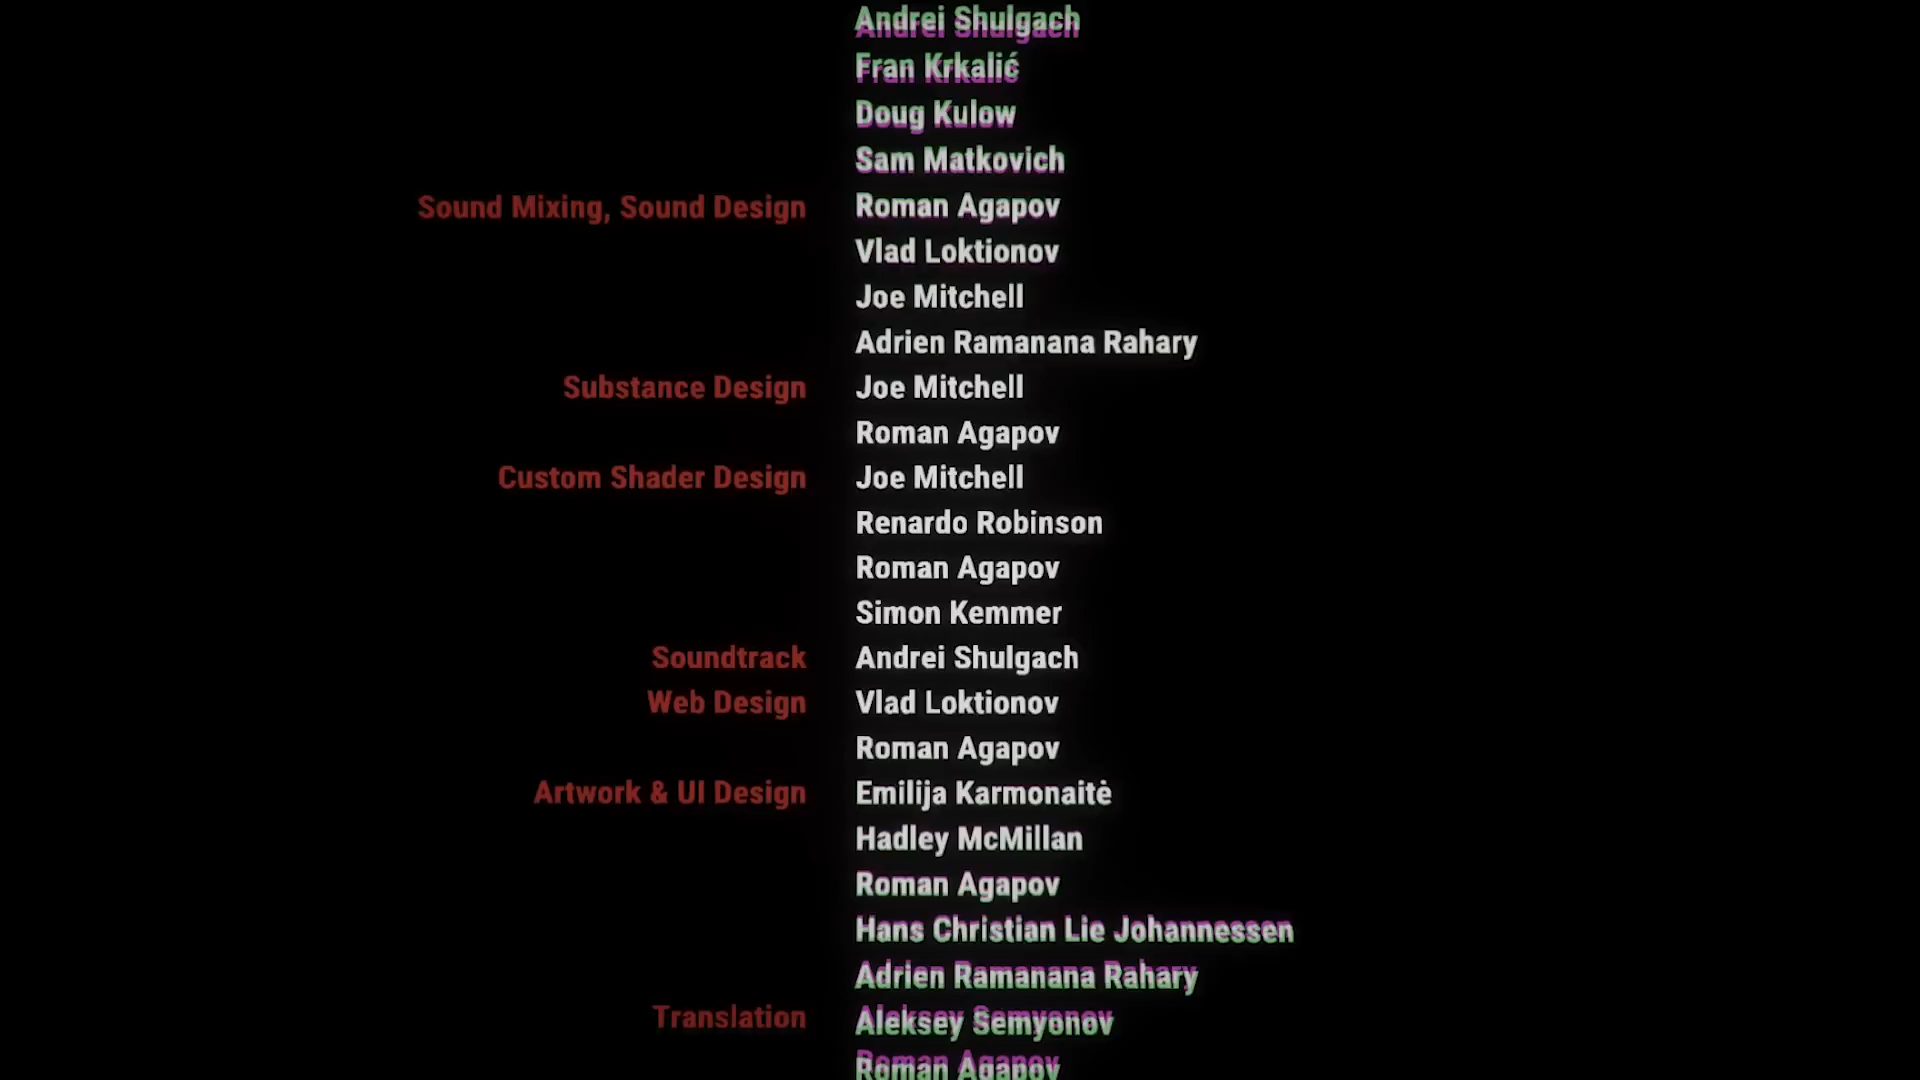 Andrei Shulgach
Fran Krkalić
Doug Kulow
Sam Matkovich
Sound Mixing, Sound Design Roman Agapov
Vlad Loktionov
Joe Mitchell
Adrien Ramanana Rahary
Substance Design Joe Mitchell
Roman Agapov
Custom Shader Design Joe Mitchell
Renardo Robinson
Roman Agapov
Simon Kemmer
Soundtrack Andrei Shulgach
Web Design Vlad Loktionov
Roman Agapov
Artwork & UI Design Emilija Karmonaitė
Hadley McMillan
Roman Agapov
Hans Christian Lie Johannessen
Adrien Ramanana Rahary
Translation Aleksey Semyonov
Roman Agapov